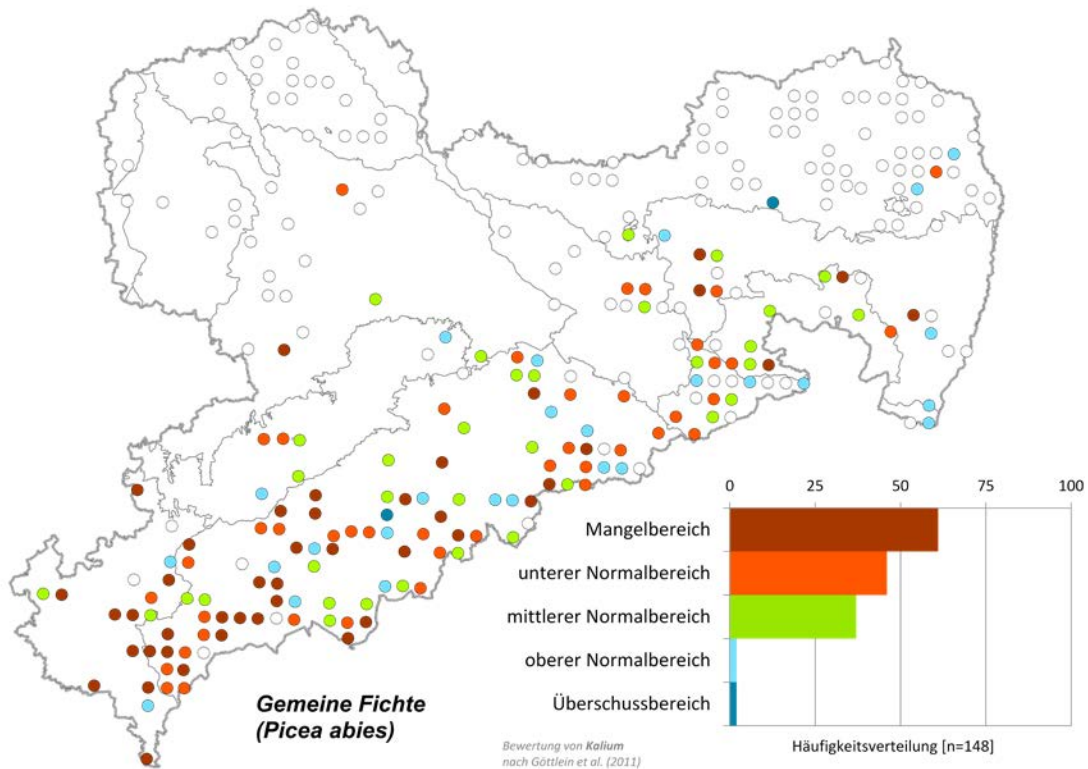 0 25 50 75 100
Mangelbereich
unterer Normalbereich
mittlerer Normalbereich
oberer Normalbereich
Überschussbereich
Gemeine Fichte
(Picea abies)
Bewertung von Kalium
nach Göttlein et al. (2011)
Häufigkeitsverteilung [n=148]